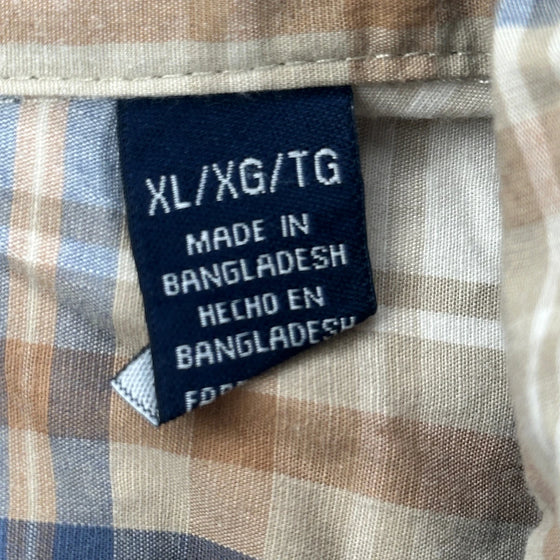 XL/XG/TG
MADE IN
BANGLADESH
HECHO EN
BANGLADESH